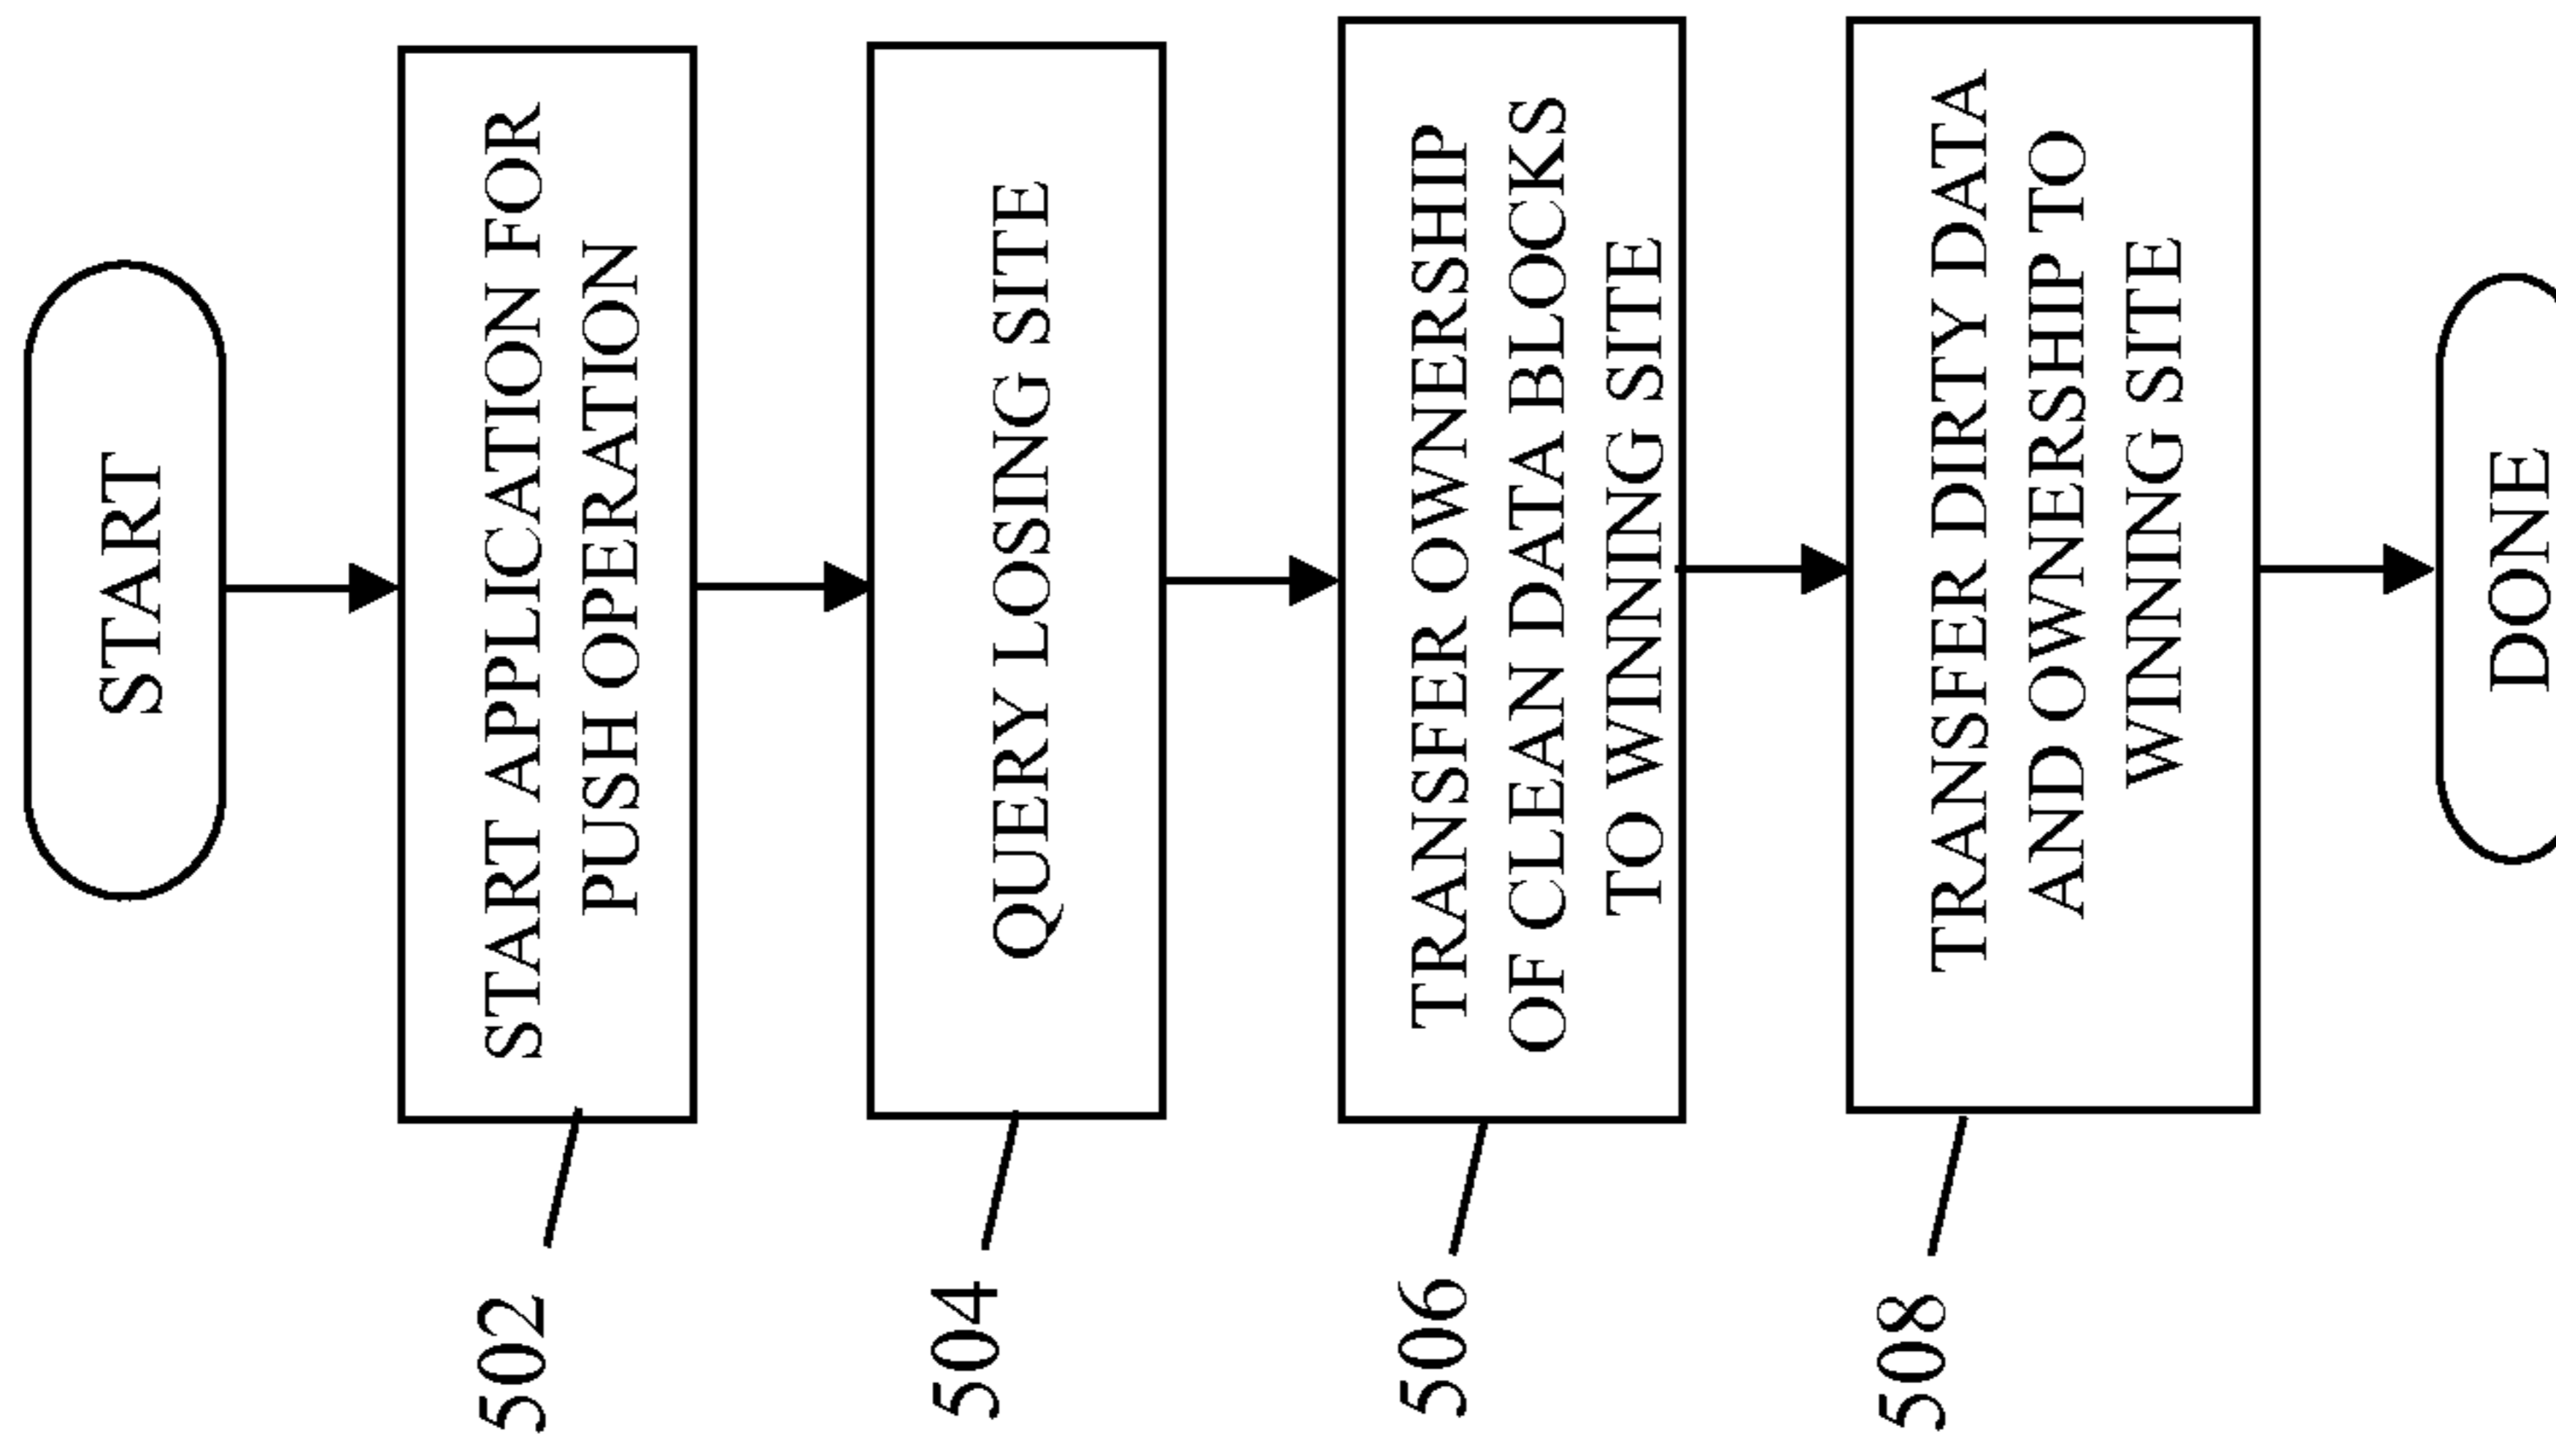 START
START APPLICATION FOR
PUSH OPERATION
502
QUERY LOSING SITE
504
TRANSFER OWNERSHIP
OF CLEAN DATA BLOCKS
TO WINNING SITE
506
TRANSFER DIRTY DATA
AND OWNERSHIP TO
WINNING SITE
508
DONE